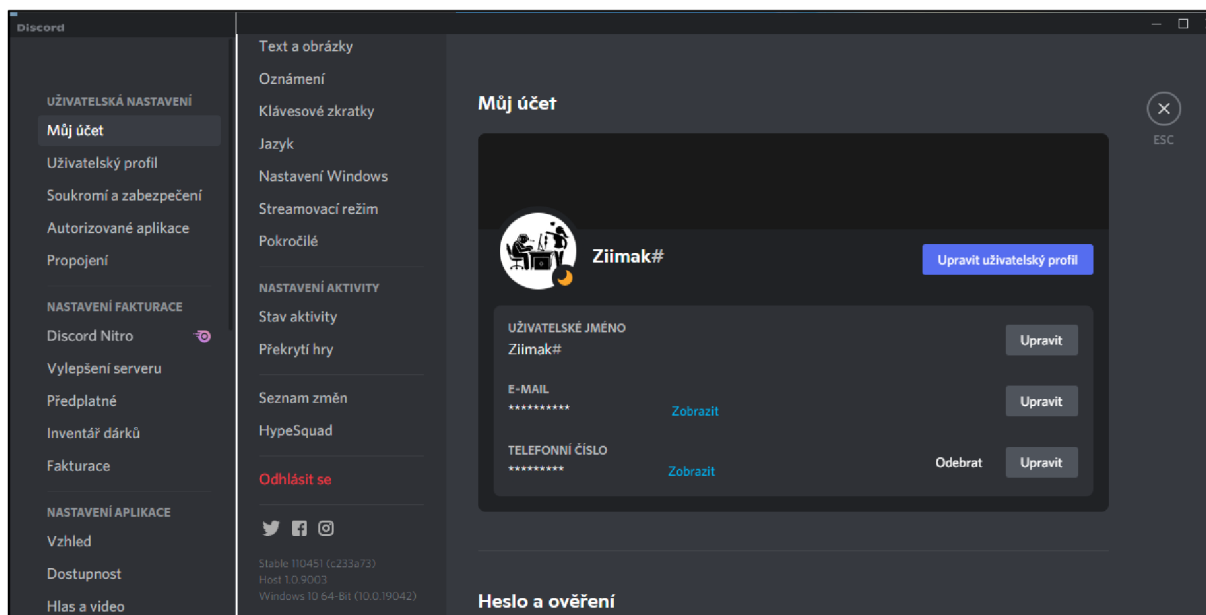 Discord
UŽIVATELSKÁ NASTAVENÍ
Můj účet
Uživatelský profil
Soukromí a zabezpečení
Autorizované aplikace
Propojení
NASTAVENÍ FAKTURACE
Discord Nitro
Vylepšení serveru
Předplatné
Inventář dárků
Fakturace
NASTAVENÍ APLIKACE
Vzhled
Dostupnost
Hlas a video
Text a obrázky
Oznámení
Klávesové zkratky
Jazyk
Nastavení Windows
Streamovací režim
Pokročilé
NASTAVENÍ AKTIVITY
Stav aktivity
Překrytí hry
Seznam změn
HypeSquad
Odhlásit se
Stable 110451 (c233a73)
Host 1.0.9003
Windows 10 64-Bit (10.0.19042)
Můj účet
ESC
Ziimak#
Upravit uživatelský profil
UŽIVATELSKÉ JMÉNO
Ziimak#
Upravit
E-MAIL
********** Zobrazit
Upravit
TELEFONNÍ ČÍSLO
********* Zobrazit
Odebrat Upravit
Heslo a ověření